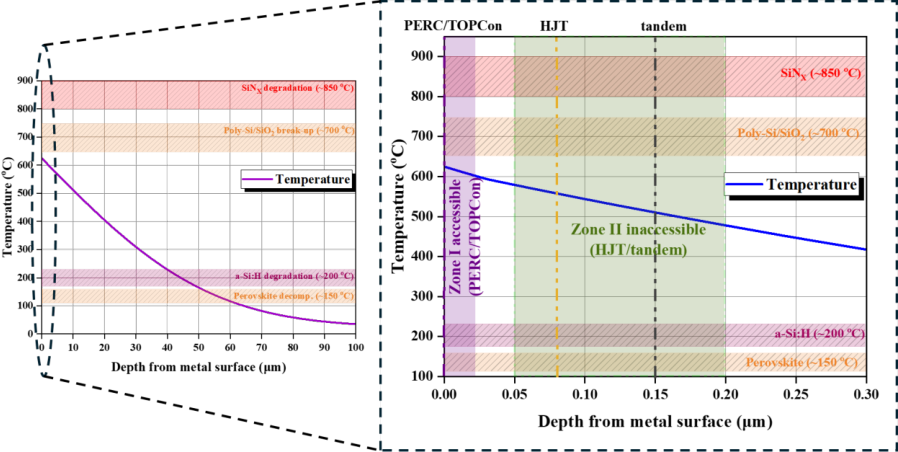 PERC/TOPCon HJT tandem
900
800
700
600
500
400
300
200
100
0
Temperature (°C)
SiN_X degradation (~850 °C)
Poly-Si/SiO₂ break-up (~700 °C)
Temperature
a-Si:H degradation (~200 °C)
Perovskite decomp. (~150 °C)
0 10 20 30 40 50 60 70 80 90 100
Depth from metal surface (μm)
900
800
700
600
500
400
300
200
100
Temperature (°C)
SiN_X (~850 °C)
Poly-Si/SiO₂ (~700 °C)
Temperature
Zone I accessible
(PERC/TOPCon)
Zone II inaccessible
(HJT/tandem)
a-Si:H (~200 °C)
Perovskite (~150 °C)
0.00 0.05 0.10 0.15 0.20 0.25 0.30
Depth from metal surface (μm)